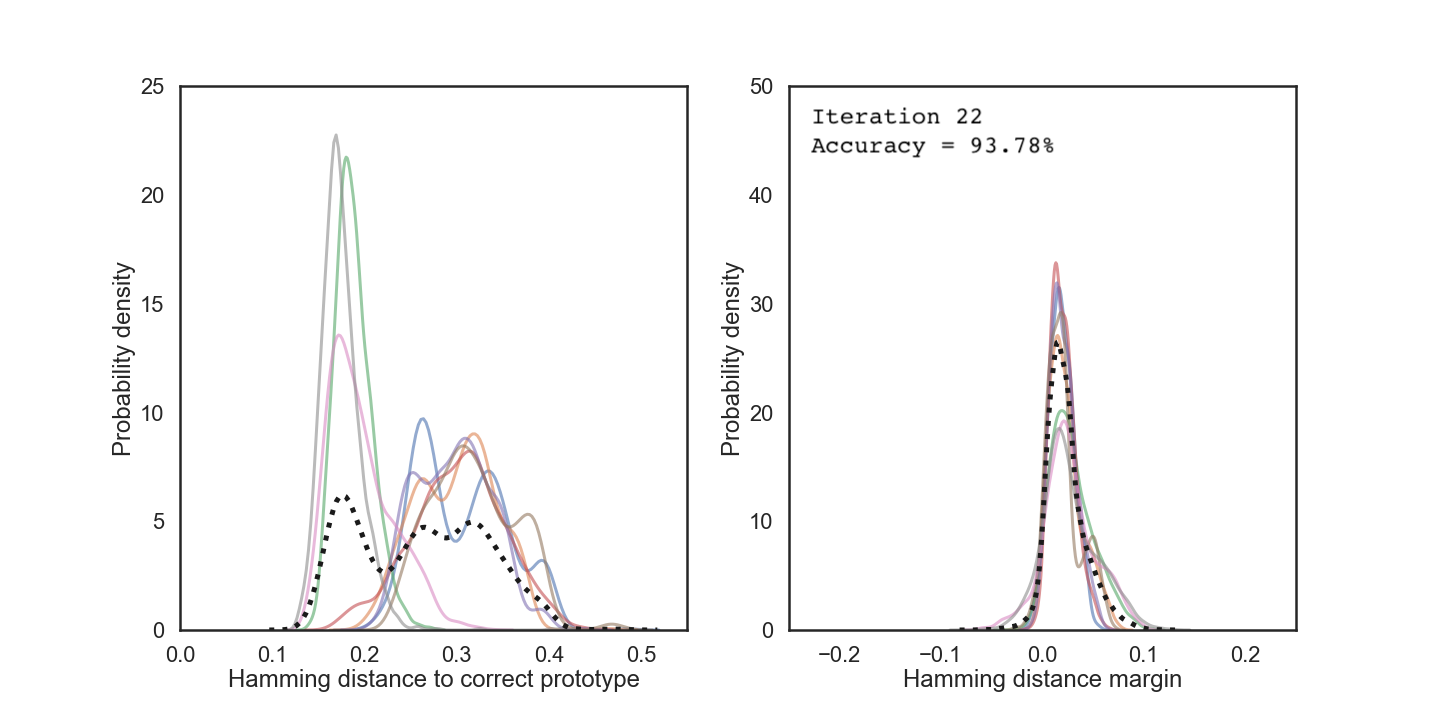 25
20
15
10
5
0
Probability density
0.0 0.1 0.2 0.3 0.4 0.5
Hamming distance to correct prototype
50
40
30
20
10
0
Probability density
Iteration 22
Accuracy = 93.78%
−0.2 −0.1 0.0 0.1 0.2
Hamming distance margin